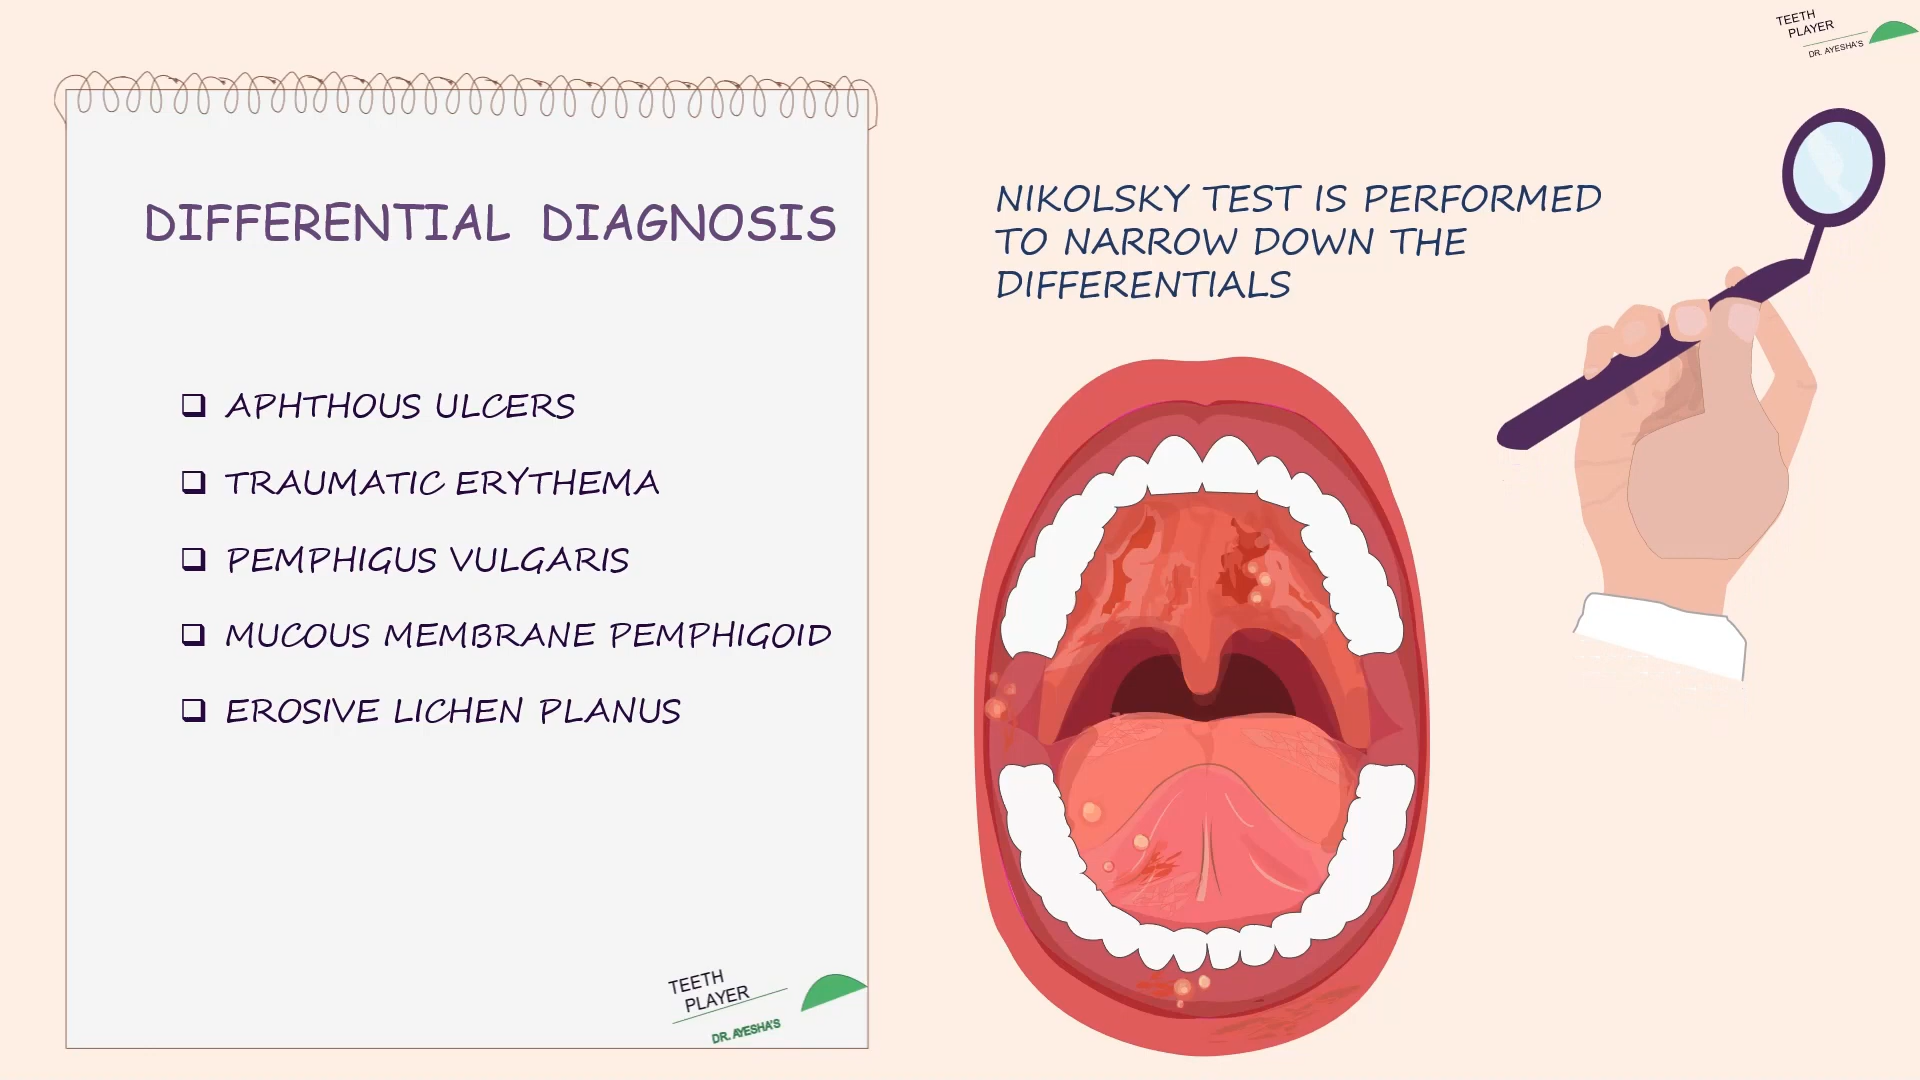 TEETH
PLAYER
DR. AYESHA'S
DIFFERENTIAL DIAGNOSIS
APHTHOUS ULCERS
TRAUMATIC ERYTHEMA
PEMPHIGUS VULGARIS
MUCOUS MEMBRANE PEMPHIGOID
EROSIVE LICHEN PLANUS
TEETH
PLAYER
DR. AYESHA'S
NIKOLSKY TEST IS PERFORMED
TO NARROW DOWN THE
DIFFERENTIALS